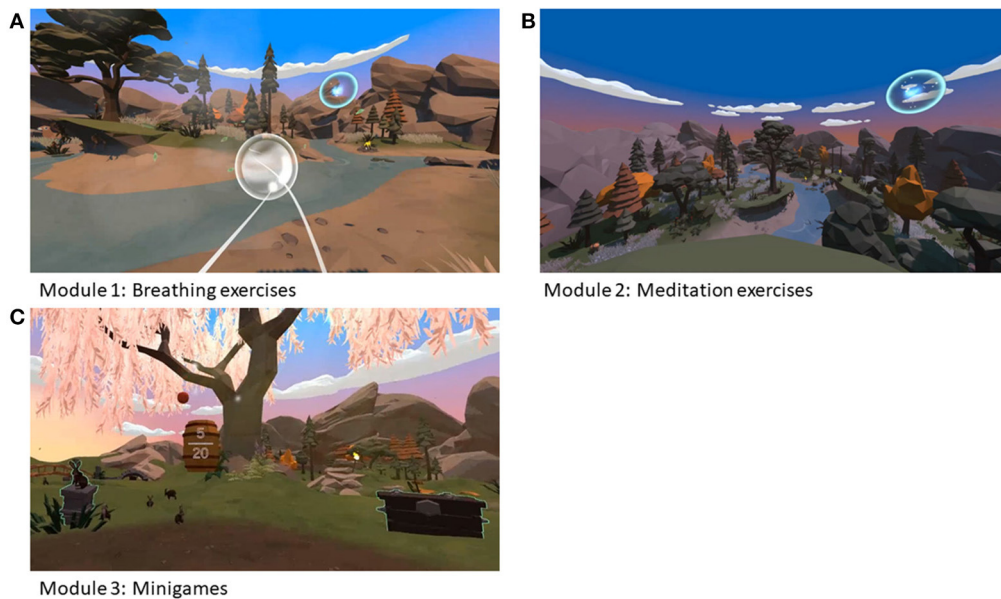 A
B
Module 1: Breathing exercises
Module 2: Meditation exercises
C
5
20
Module 3: Minigames